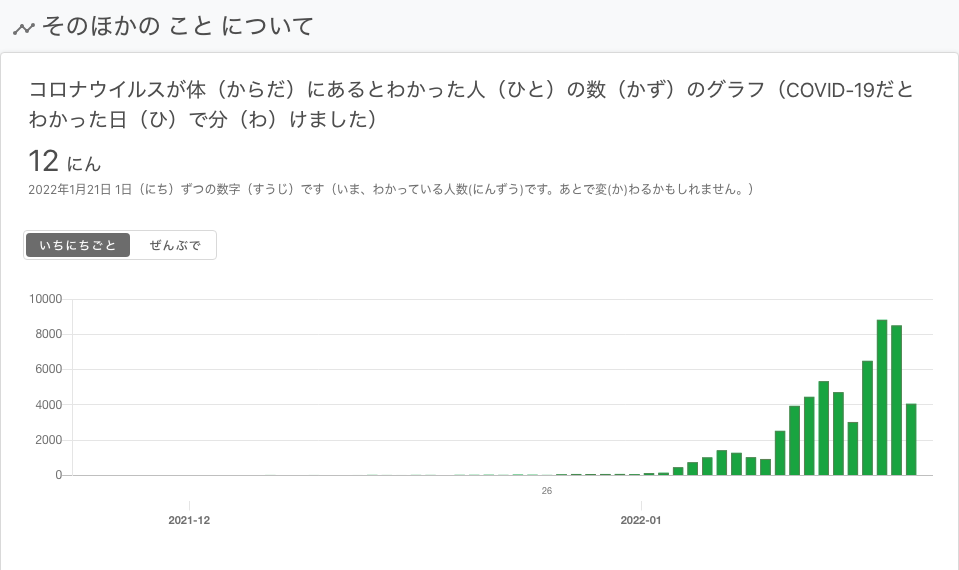 そのほかの こと について
コロナウイルスが体（からだ）にあるとわかった人（ひと）の数（かず）のグラフ（COVID-19だと
わかった日（ひ）で分（わ）けました）
12 にん
2022年1月21日 1日（にち）ずつの数字（すうじ）です（いま、わかっている人数(にんずう)です。あとで変(か)わるかもしれません。）
いちにちごと ぜんぶで
10000
8000
6000
4000
2000
0
26
2021-12 2022-01